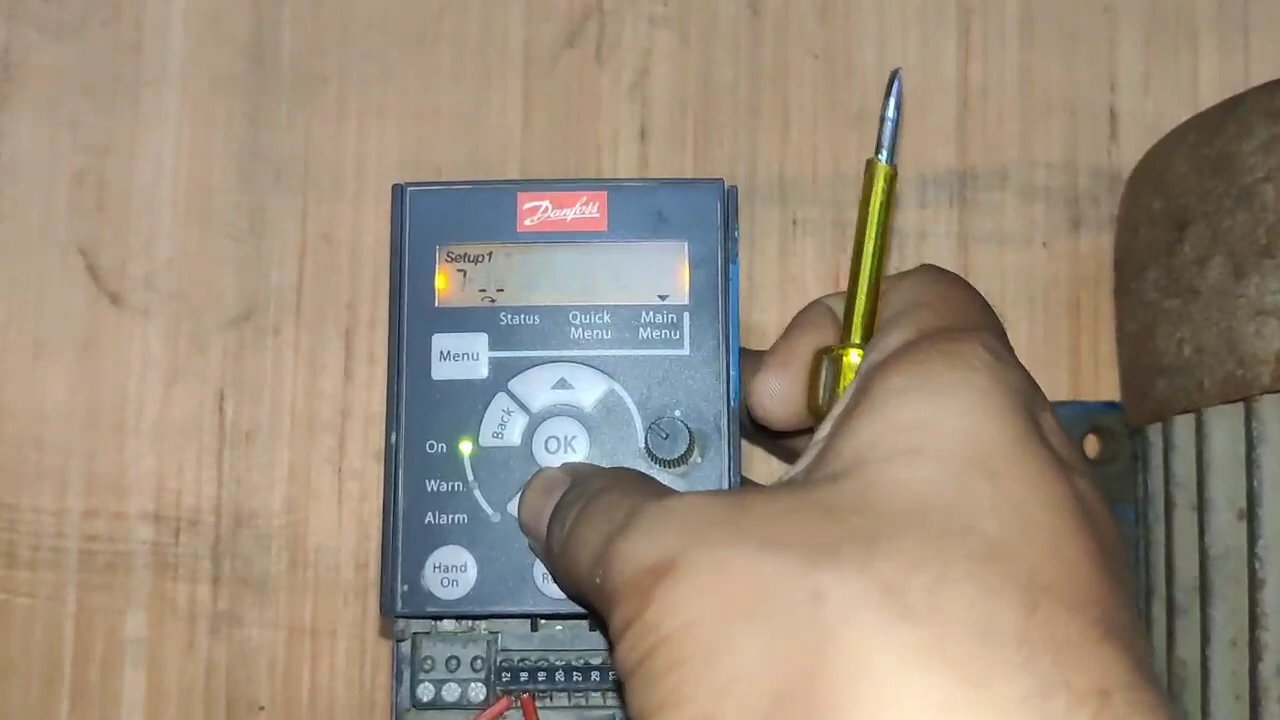 Danfoss
Setup1
7 _ _
Status
Quick
Menu
Main
Menu
Menu
Back
OK
On
Warn.
Alarm
Hand
On
12 18 19 20 27 29